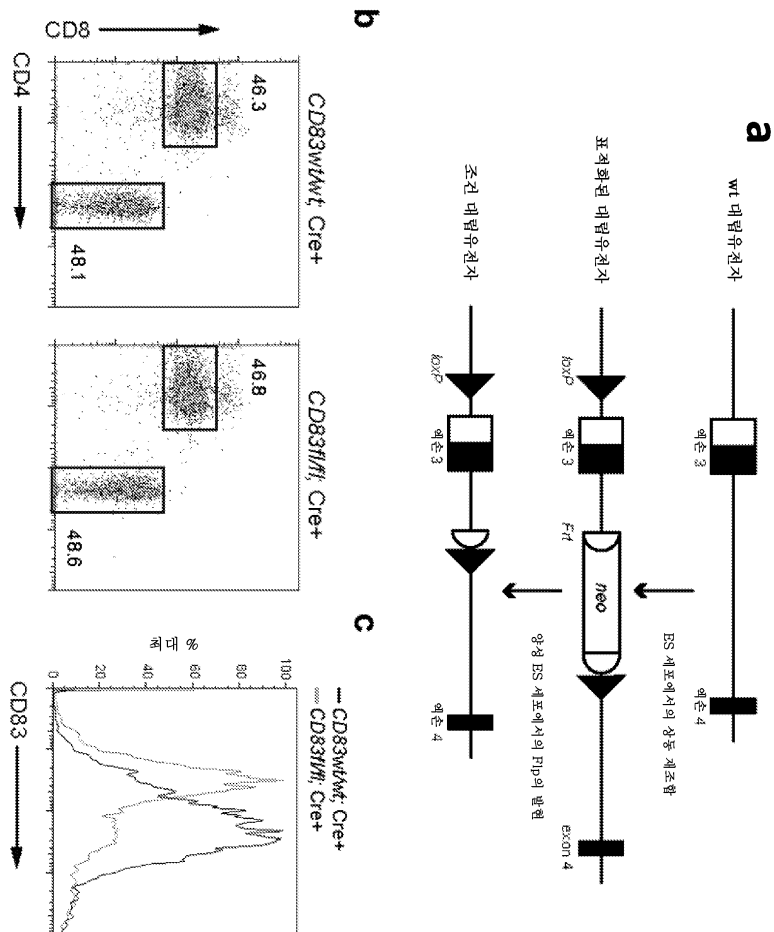 a
wt 대립유전자
엑손 3
엑손 4
ES 세포에서의 상동 재조합
표적화된 대립유전자
loxP
엑손 3
Frt
neo
exon 4
양성 ES 세포에서의 Flp의 발현
조건 대립유전자
loxP
엑손 3
엑손 4
b
CD83wt/wt; Cre+
CD83fl/fl; Cre+
46.3
48.1
46.8
48.6
CD8
CD4
c
CD83wt/wt; Cre+
CD83fl/fl; Cre+
100
80
60
40
20
0
최대 %
CD83